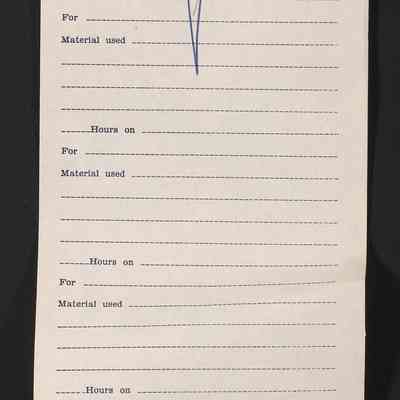 For
Material used
Hours on
For
Material used
Hours on
For
Material used
Hours on